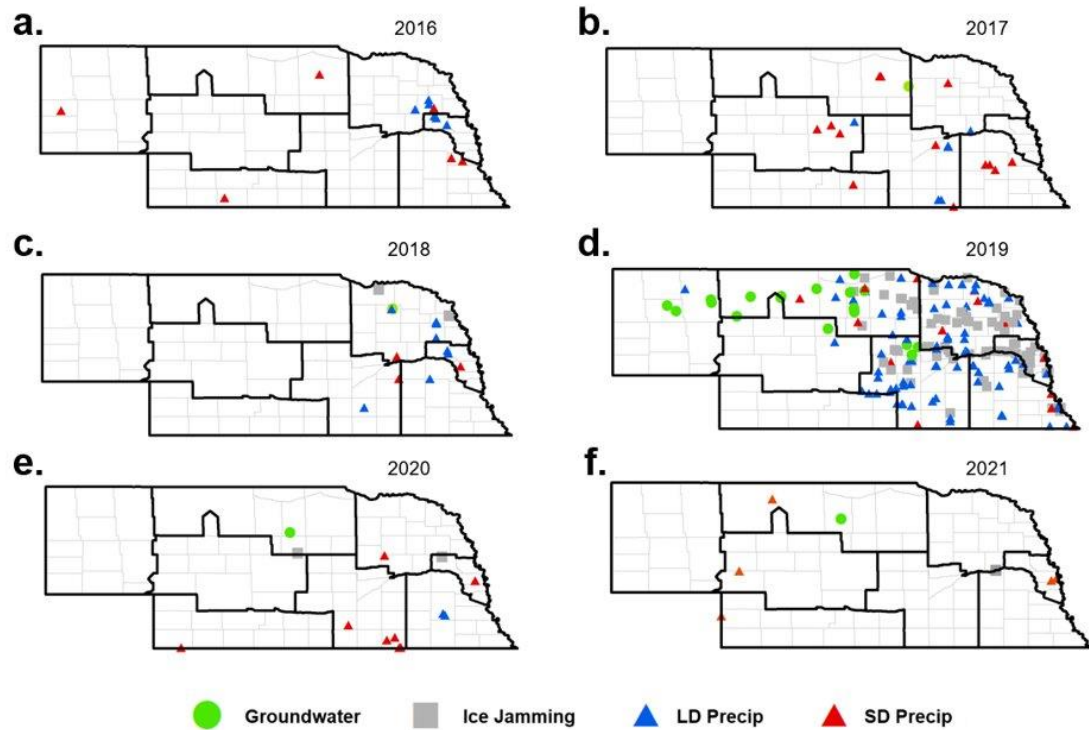 a. 2016
b. 2017
c. 2018
d. 2019
e. 2020
f. 2021
Groundwater Ice Jamming LD Precip SD Precip